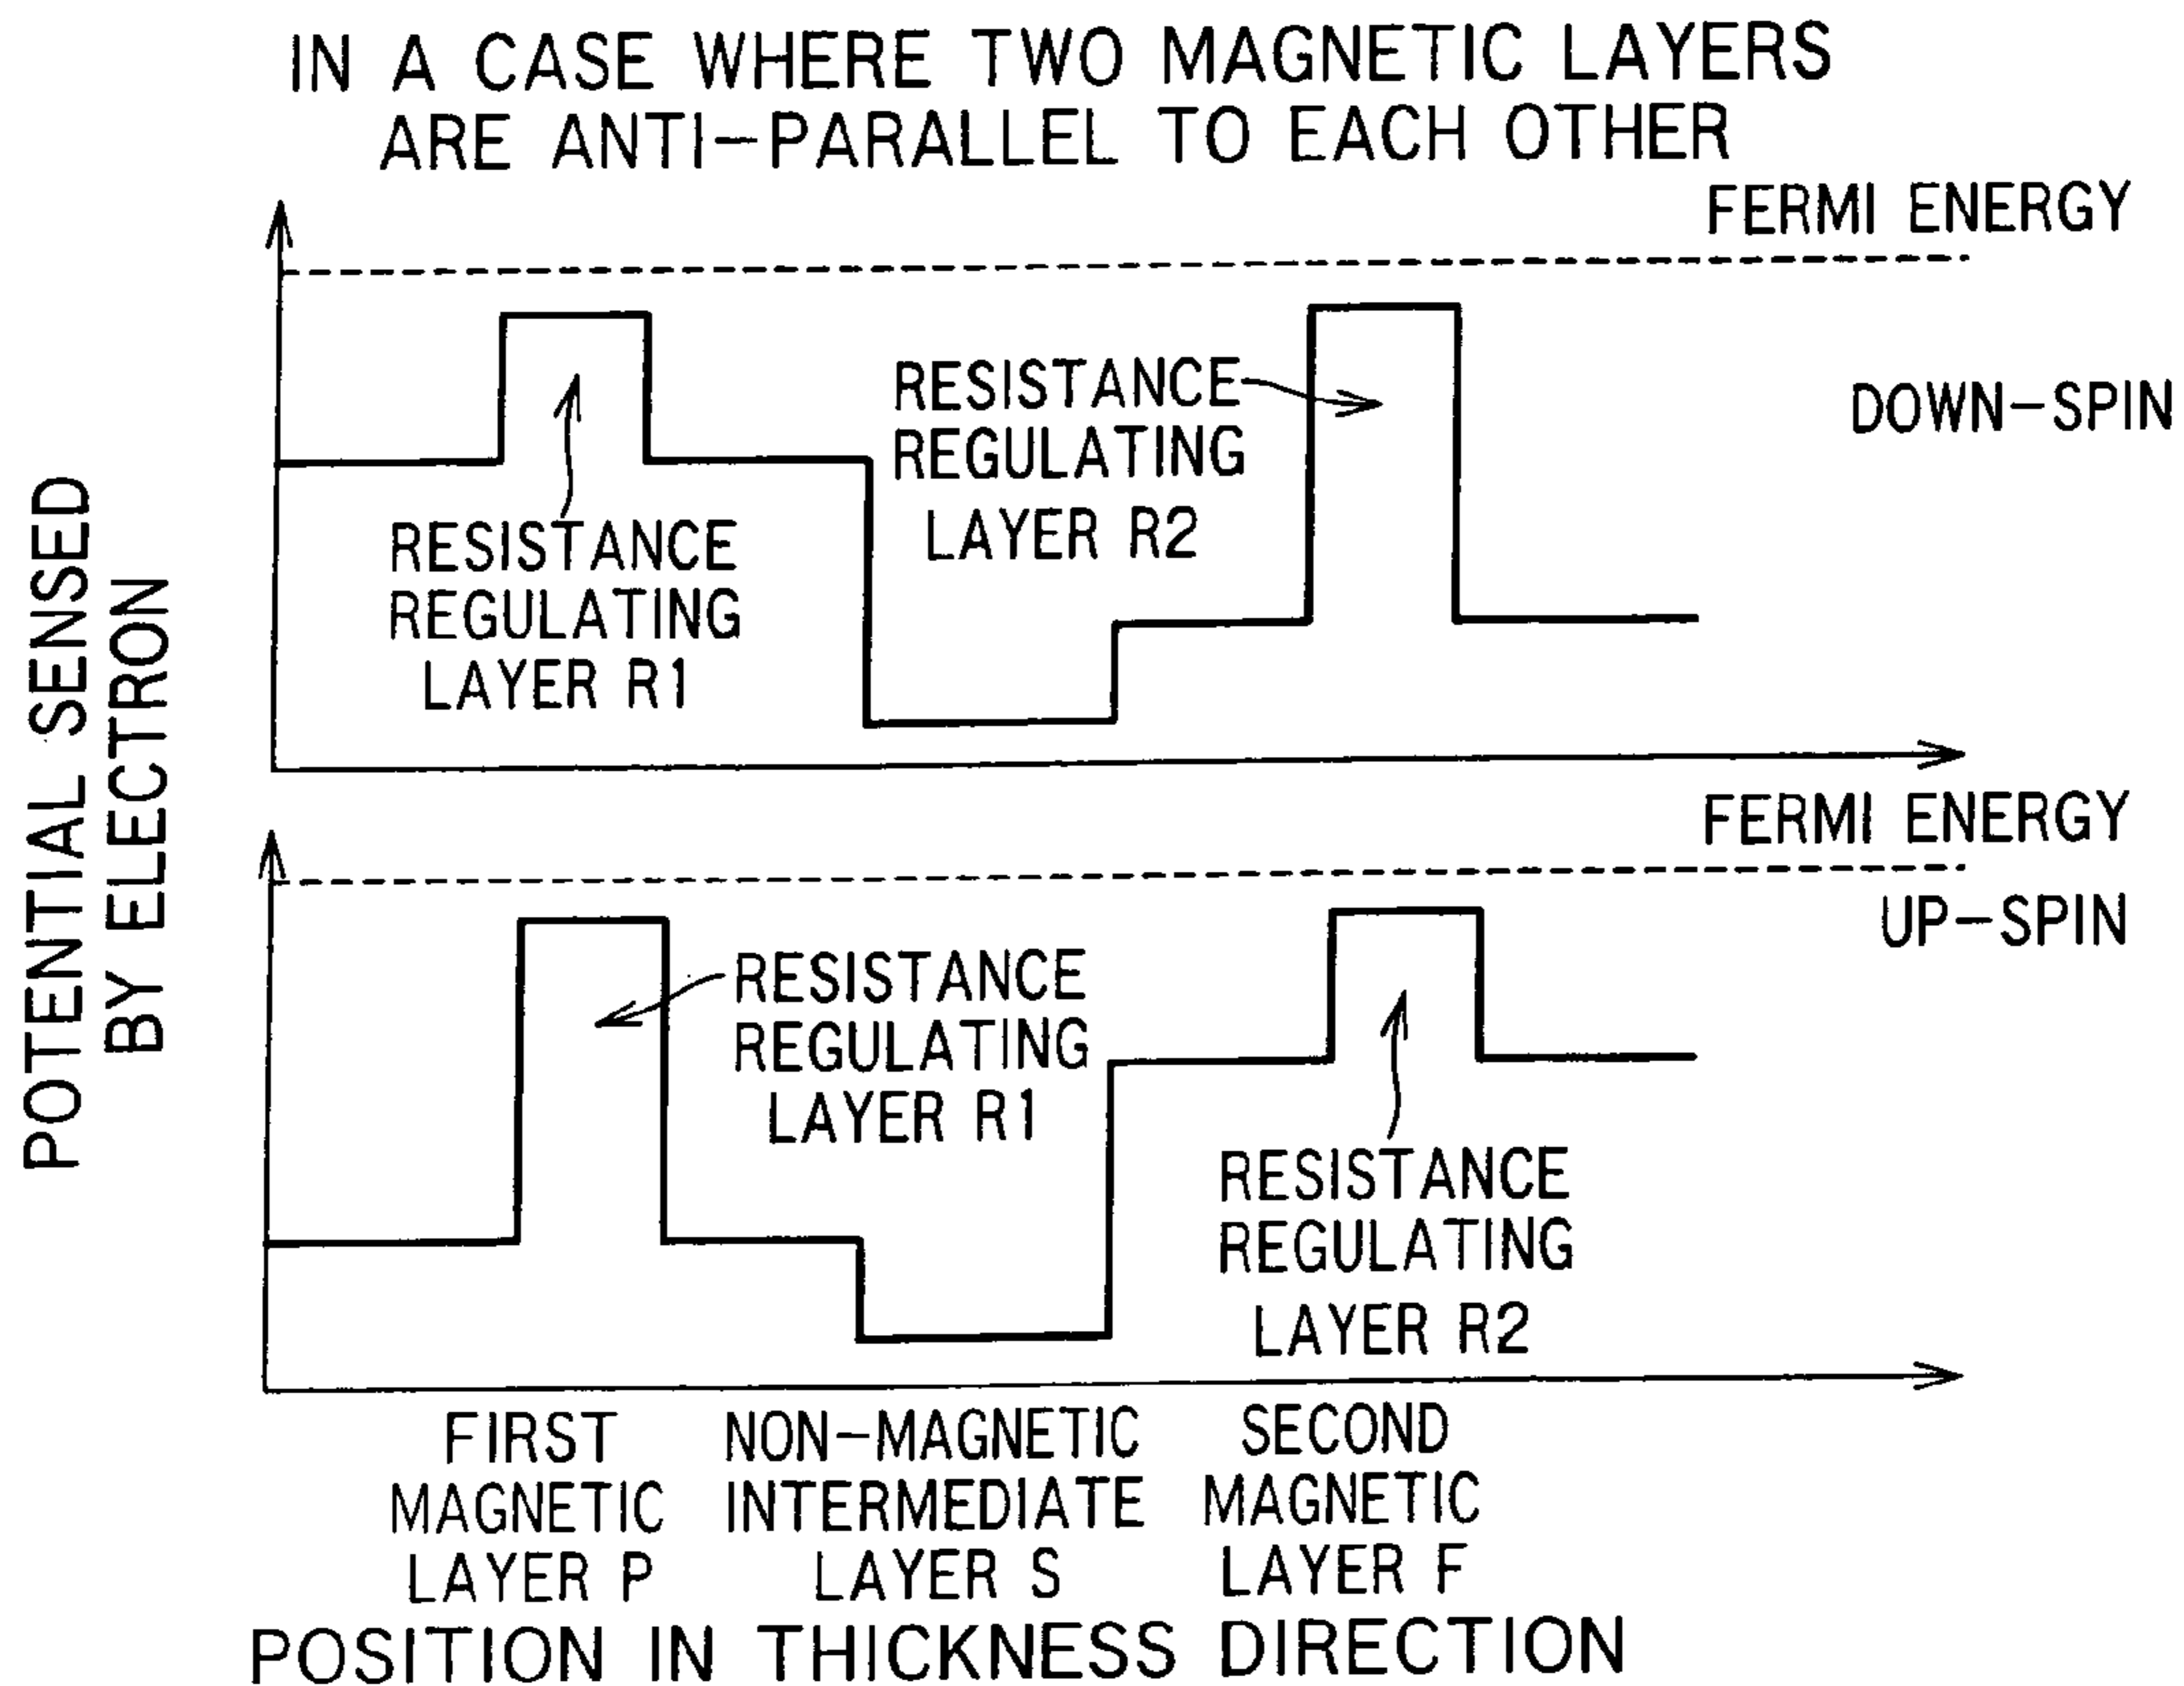 IN A CASE WHERE TWO MAGNETIC LAYERS
ARE ANTI-PARALLEL TO EACH OTHER
FERMI ENERGY
RESISTANCE
REGULATING
LAYER R2
DOWN-SPIN
RESISTANCE
REGULATING
LAYER R1
POTENTIAL SENSED
BY ELECTRON
FERMI ENERGY
UP-SPIN
RESISTANCE
REGULATING
LAYER R1
RESISTANCE
REGULATING
LAYER R2
FIRST
MAGNETIC
LAYER P
NON-MAGNETIC
INTERMEDIATE
LAYER S
SECOND
MAGNETIC
LAYER F
POSITION IN THICKNESS DIRECTION